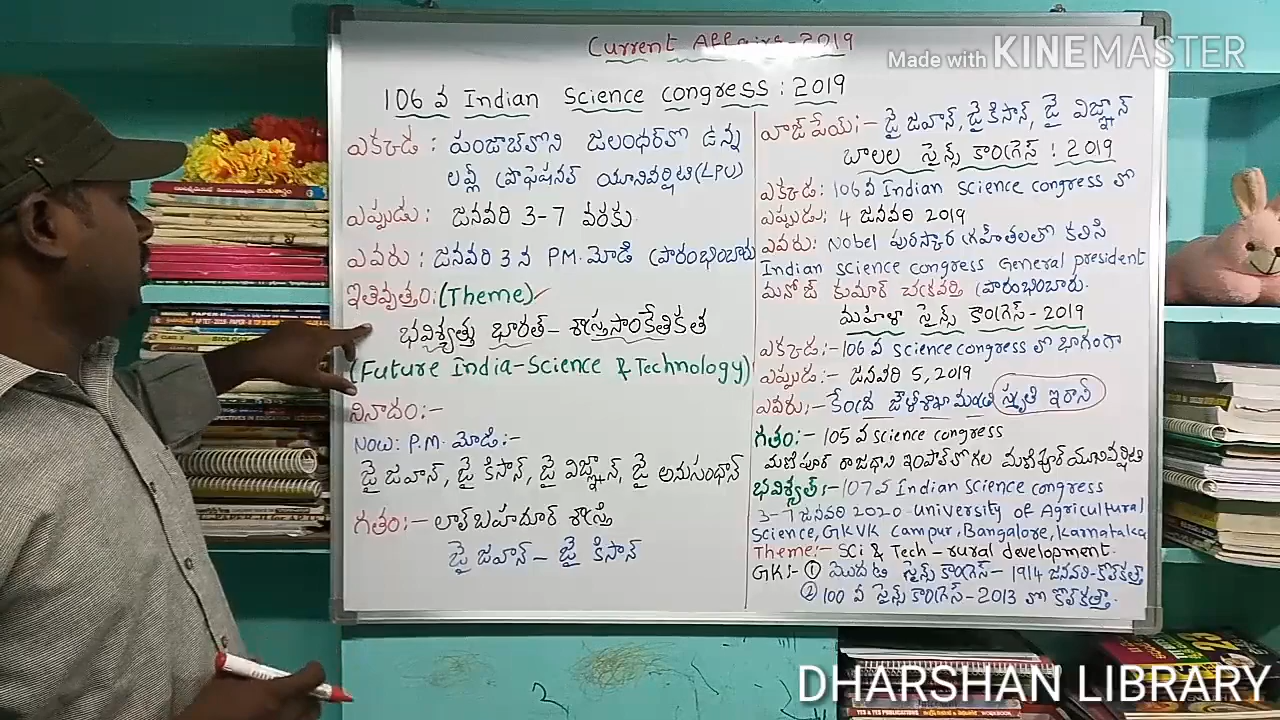 Current Affairs-2019
Made with KINEMASTER
106 వ Indian Science congress : 2019
ఎక్కడ : పంజాబ్‌లోని జలంధర్‌లో ఉన్న
లవ్లీ ప్రొఫెషనల్ యూనివర్సిటి (LPU)
ఎప్పుడు: జనవరి 3-7 వరకు
ఎవరు : జనవరి 3 న PM. మోడి ప్రారంభించారు
ఇతివృత్తం: (Theme)
భవిశ్యత్తు భారత్ - శాస్త్రసాంకేతికత
(Future India-Science & Technology)
నినాదం:-
Now: P.M. మోడి:-
జై జవాన్, జై కిసాన్, జై విజ్ఞాన్, జై అనుసంధాన్
గతం:- లాల్ బహదూర్ శాస్త్రి
జై జవాన్ - జై కిసాన్
వాజ్ పేయ్:- జై జవాన్, జై కిసాన్, జై విజ్ఞాన్
బాలల సైన్స్ కాంగ్రెస్ : 2019
ఎక్కడ: 106 వ Indian Science congress లో
ఎప్పుడు: 4 జనవరి 2019
ఎవరు: Nobel పురస్కార గ్రహీతలతో కలిసి
Indian science congress General president
మనోజ్ కుమార్ చక్రవర్తి ప్రారంభించారు.
మహిళా సైన్స్ కాంగ్రెస్-2019
ఎక్కడ:- 106 వ Science congress లో భాగంగా
ఎప్పుడు:- జనవరి 5, 2019
ఎవరు:- కేంద్ర జౌళిశాఖా మంత్రి స్మృతి ఇరానీ
గతం:- 105 వ science congress
మణిపూర్ రాజధాని ఇంపాల్ లోగల మణిపూర్ యూనివర్షిటి
భవిశ్యత్:- 107 వ Indian Science congress
3-7 జనవరి 2020 University of Agricultural
Science, GKVK Campur, Bangalore, Karnataka
Theme:- SCi & Tech - rural development.
GK:- ① మొదటి సైన్స్ కాంగ్రెస్ - 1914 జనవరి-కోల్‌కత్తా
② 100 వ సైన్స్ కాంగ్రెస్ - 2013 లో కోల్‌కత్తా.
DHARSHAN LIBRARY